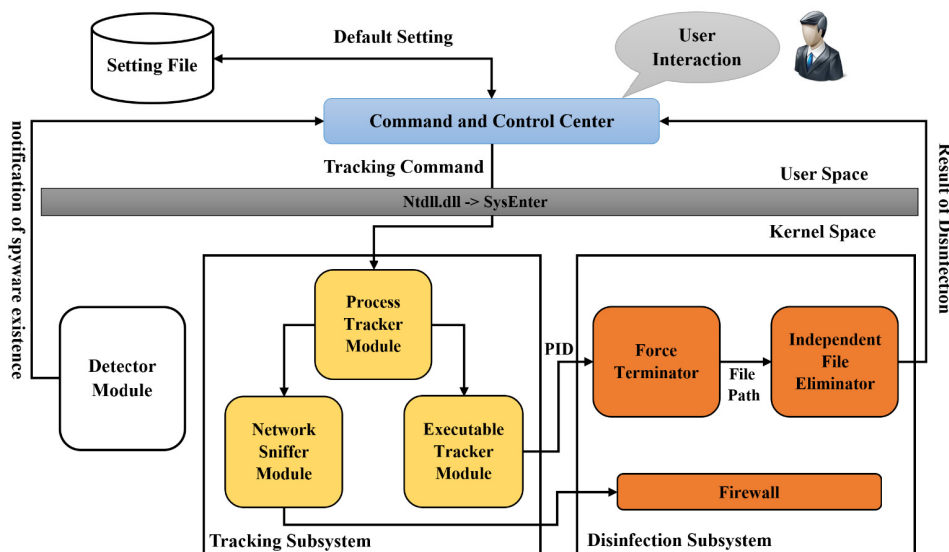 Setting File
Default Setting
User
Interaction
Command and Control Center
notification of spyware existence
Tracking Command
User Space
Ntdll.dll -> SysEnter
Kernel Space
Result of Disinfection
Detector
Module
Process
Tracker
Module
Network
Sniffer
Module
Executable
Tracker
Module
PID
Force
Terminator
File
Path
Independent
File
Eliminator
Firewall
Tracking Subsystem
Disinfection Subsystem